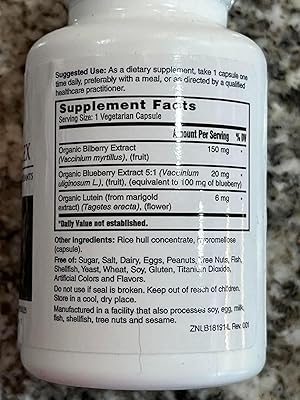 Suggested Use: As a dietary supplement, take 1 capsule one
time daily, preferably with a meal, or as directed by a qualified
healthcare practitioner.
Supplement Facts
Serving Size: 1 Vegetarian Capsule
Amount Per Serving % DV
Organic Bilberry Extract 150 mg *
(Vaccinium myrtillus), (fruit)
Organic Blueberry Extract 5:1 (Vaccinium 20 mg *
uliginosum L.), (fruit), (equivalent to 100 mg of blueberry)
Organic Lutein (from marigold 6 mg *
extract) (Tagetes erecta), (flower)
*Daily Value not established.
Other ingredients: Rice hull concentrate, hypromellose
(capsule).
Free of: Sugar, Salt, Dairy, Eggs, Peanuts, Tree Nuts, Fish,
Shellfish, Yeast, Wheat, Soy, Gluten, Titanium Dioxide,
Artificial Colors and Flavors.
Do not use if seal is broken. Keep out of reach of children.
Store in a cool, dry place.
Manufactured in a facility that also processes soy, egg, milk,
fish, shellfish, tree nuts and sesame.
ZNLB18191-L Rev. 001
EX